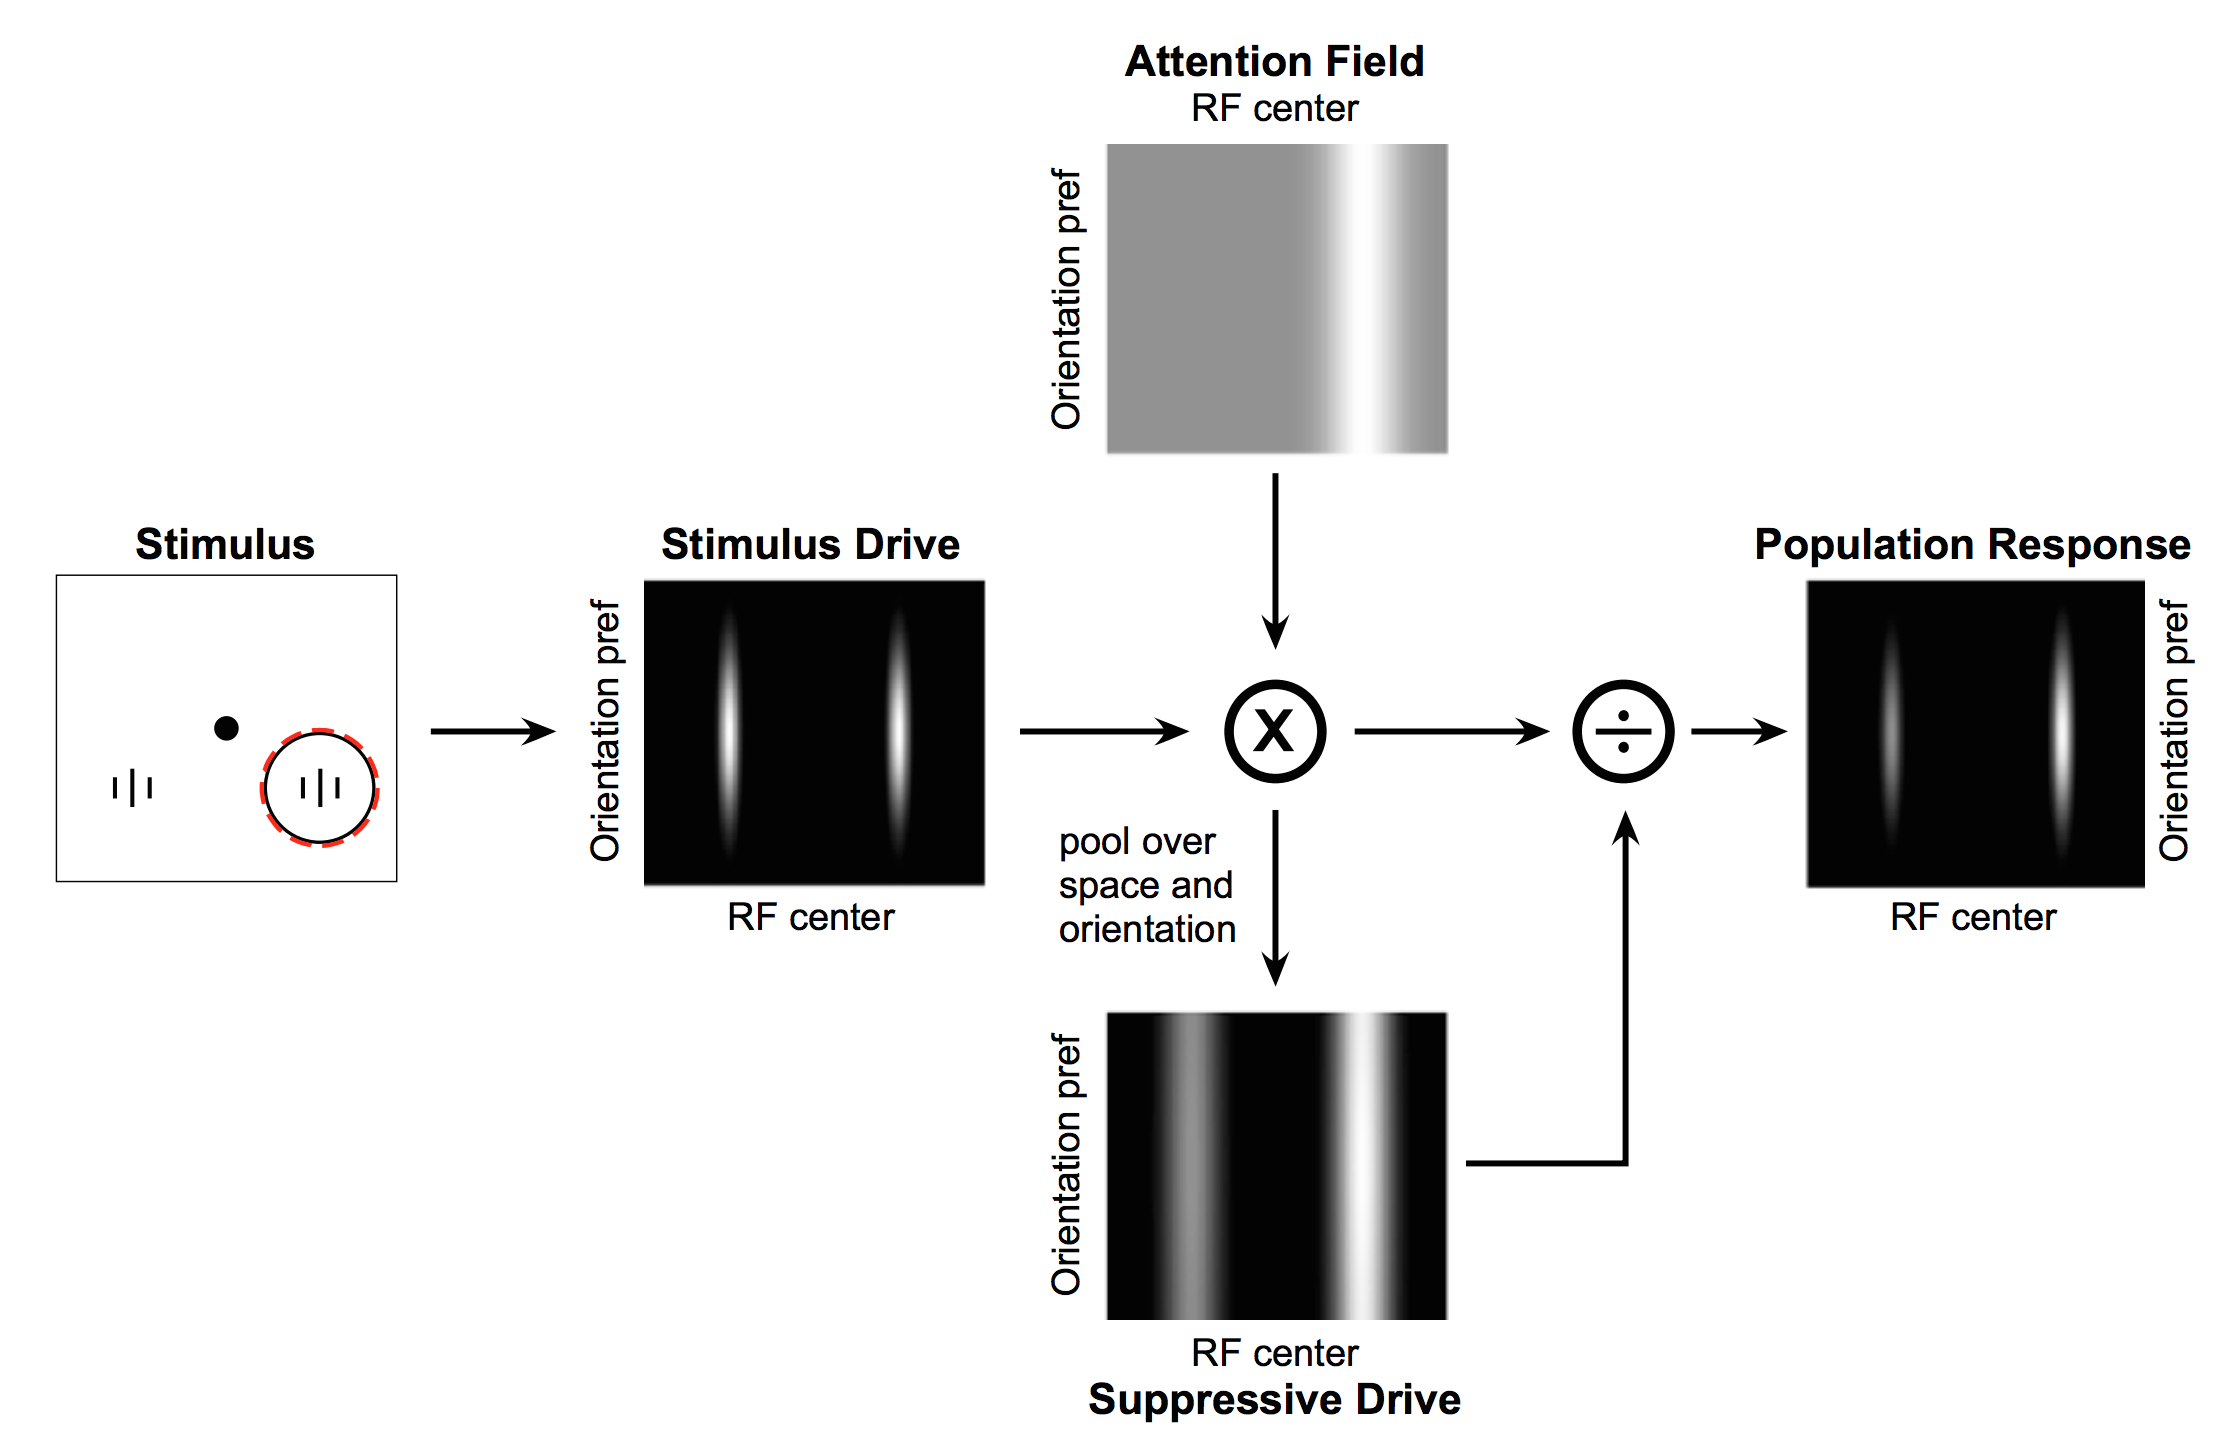 Attention Field
RF center
Orientation pref
Stimulus
Stimulus Drive
Orientation pref
RF center
X
÷
pool over
space and
orientation
Population Response
Orientation pref
RF center
Orientation pref
RF center
Suppressive Drive